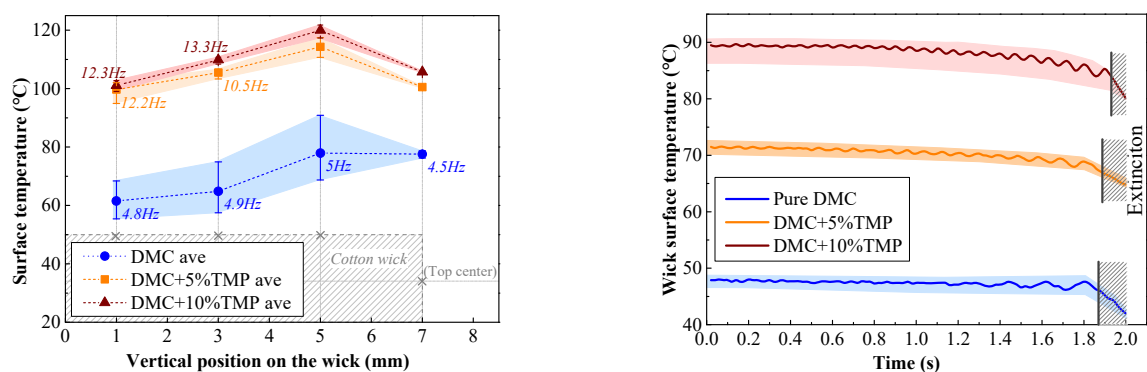 120
100
80
60
40
20
Surface temperature (℃)
12.3Hz
13.3Hz
12.2Hz
10.5Hz
4.8Hz
4.9Hz
5Hz
4.5Hz
DMC ave
DMC+5%TMP ave
DMC+10%TMP ave
Cotton wick
(Top center)
1 2 3 4 5 6 7 8
Vertical position on the wick (mm)
90
80
70
60
50
40
Wick surface temperature (℃)
Pure DMC
DMC+5%TMP
DMC+10%TMP
Extinciton
0.0 0.2 0.4 0.6 0.8 1.0 1.2 1.4 1.6 1.8 2.0
Time (s)